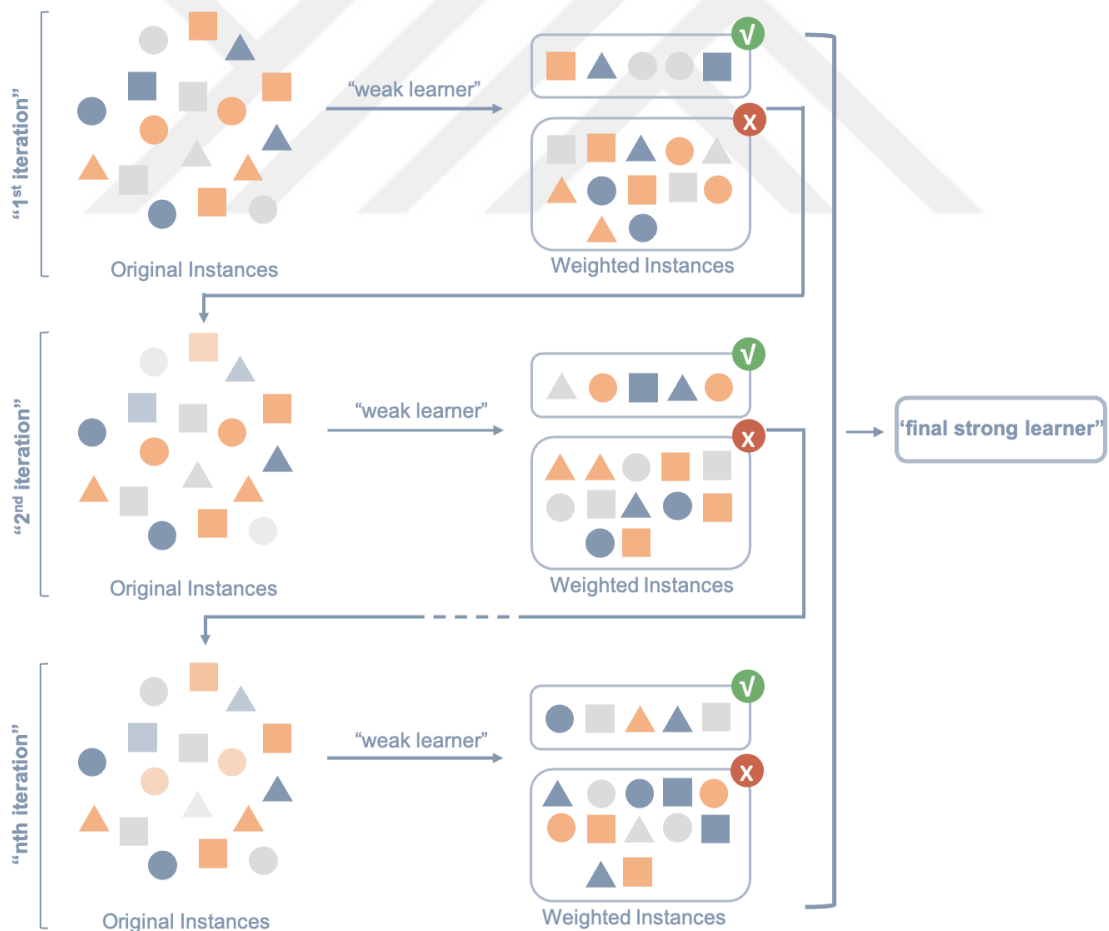 “1st iteration”
“weak learner”
√
X
Original Instances
Weighted Instances
“2nd iteration”
“weak learner”
√
X
“final strong learner”
Original Instances
Weighted Instances
“nth iteration”
“weak learner”
√
X
Original Instances
Weighted Instances